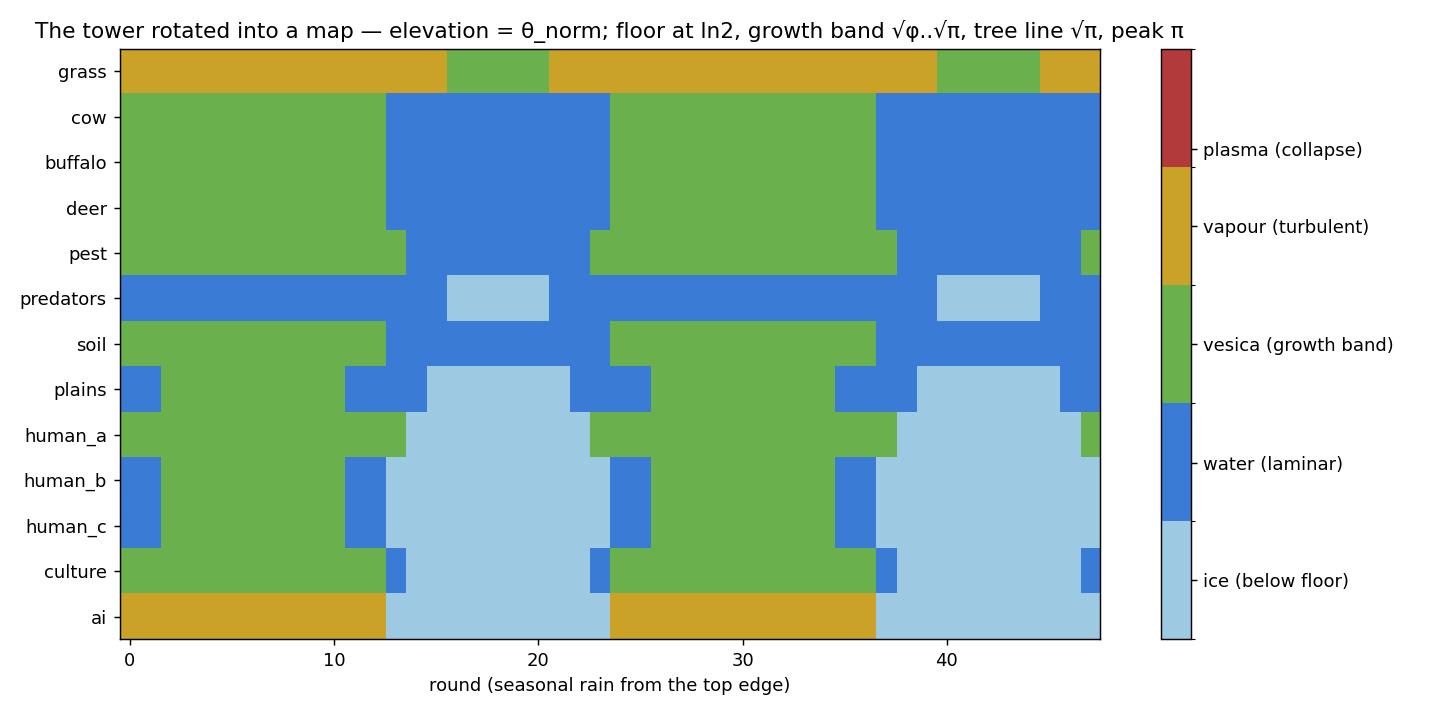 The tower rotated into a map — elevation = θ_norm; floor at ln2, growth band √φ..√π, tree line √π, peak π
grass
cow
buffalo
deer
pest
predators
soil
plains
human_a
human_b
human_c
culture
ai
0 10 20 30 40
round (seasonal rain from the top edge)
plasma (collapse)
vapour (turbulent)
vesica (growth band)
water (laminar)
ice (below floor)